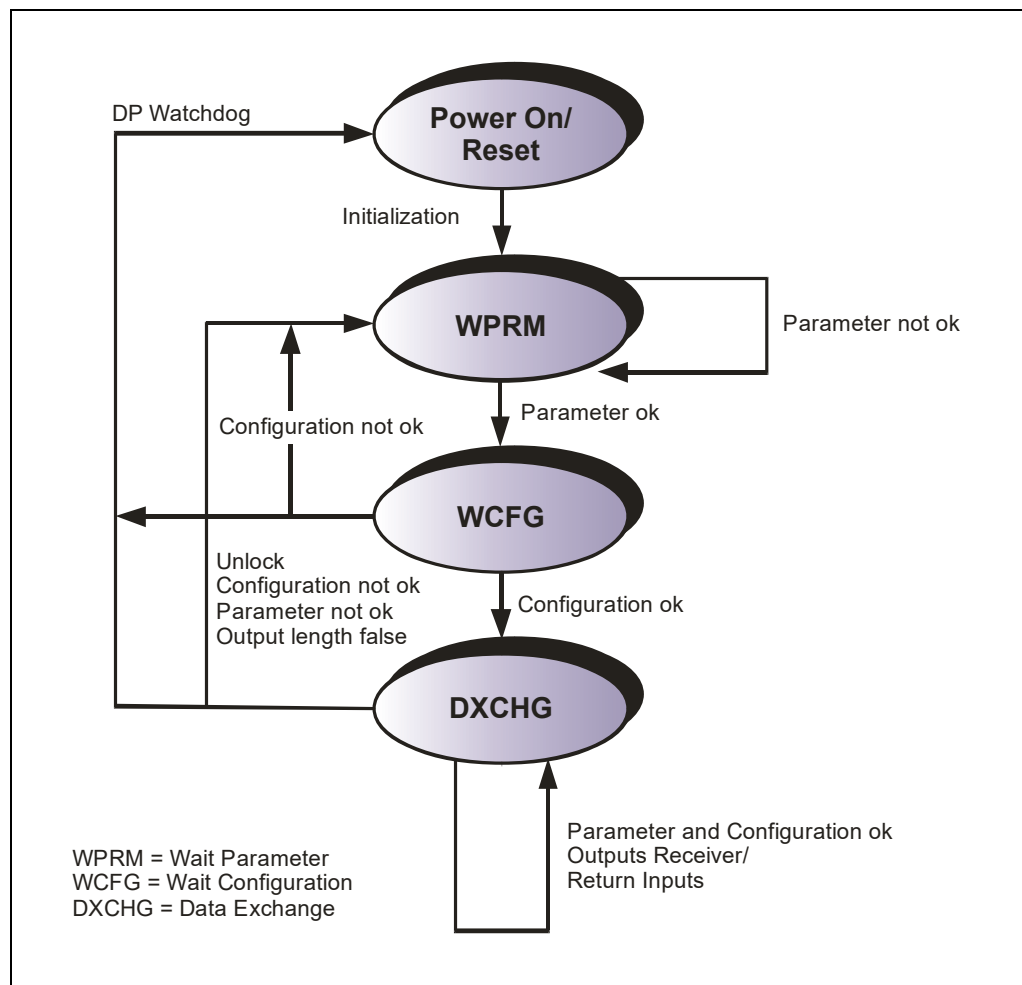 DP Watchdog
Power On/
Reset
Initialization
WPRM
Parameter not ok
Parameter ok
Configuration not ok
WCFG
Unlock
Configuration not ok
Parameter not ok
Output length false
Configuration ok
DXCHG
Parameter and Configuration ok
Outputs Receiver/
Return Inputs
WPRM = Wait Parameter
WCFG = Wait Configuration
DXCHG = Data Exchange